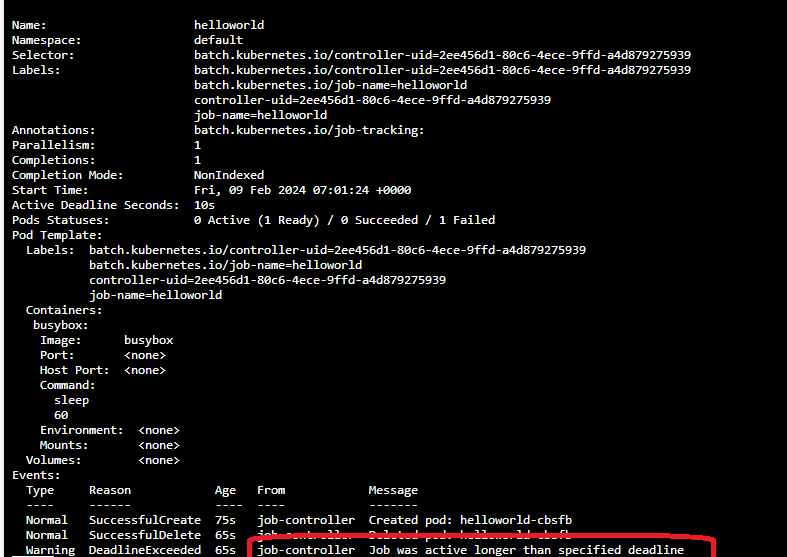 Name: helloworld
Namespace: default
Selector: batch.kubernetes.io/controller-uid=2ee456d1-80c6-4ece-9ffd-a4d879275939
Labels: batch.kubernetes.io/controller-uid=2ee456d1-80c6-4ece-9ffd-a4d879275939
batch.kubernetes.io/job-name=helloworld
controller-uid=2ee456d1-80c6-4ece-9ffd-a4d879275939
job-name=helloworld
Annotations: batch.kubernetes.io/job-tracking:
Parallelism: 1
Completions: 1
Completion Mode: NonIndexed
Start Time: Fri, 09 Feb 2024 07:01:24 +0000
Active Deadline Seconds: 10s
Pods Statuses: 0 Active (1 Ready) / 0 Succeeded / 1 Failed
Pod Template:
Labels: batch.kubernetes.io/controller-uid=2ee456d1-80c6-4ece-9ffd-a4d879275939
batch.kubernetes.io/job-name=helloworld
controller-uid=2ee456d1-80c6-4ece-9ffd-a4d879275939
job-name=helloworld
Containers:
busybox:
Image: busybox
Port: <none>
Host Port: <none>
Command:
sleep
60
Environment: <none>
Mounts: <none>
Volumes: <none>
Events:
Type Reason Age From Message
---- ------ ---- ---- -------
Normal SuccessfulCreate 75s job-controller Created pod: helloworld-cbsfb
Normal SuccessfulDelete 65s job-controller Deleted pod: helloworld-cbsfb
Warning DeadlineExceeded 65s job-controller Job was active longer than specified deadline